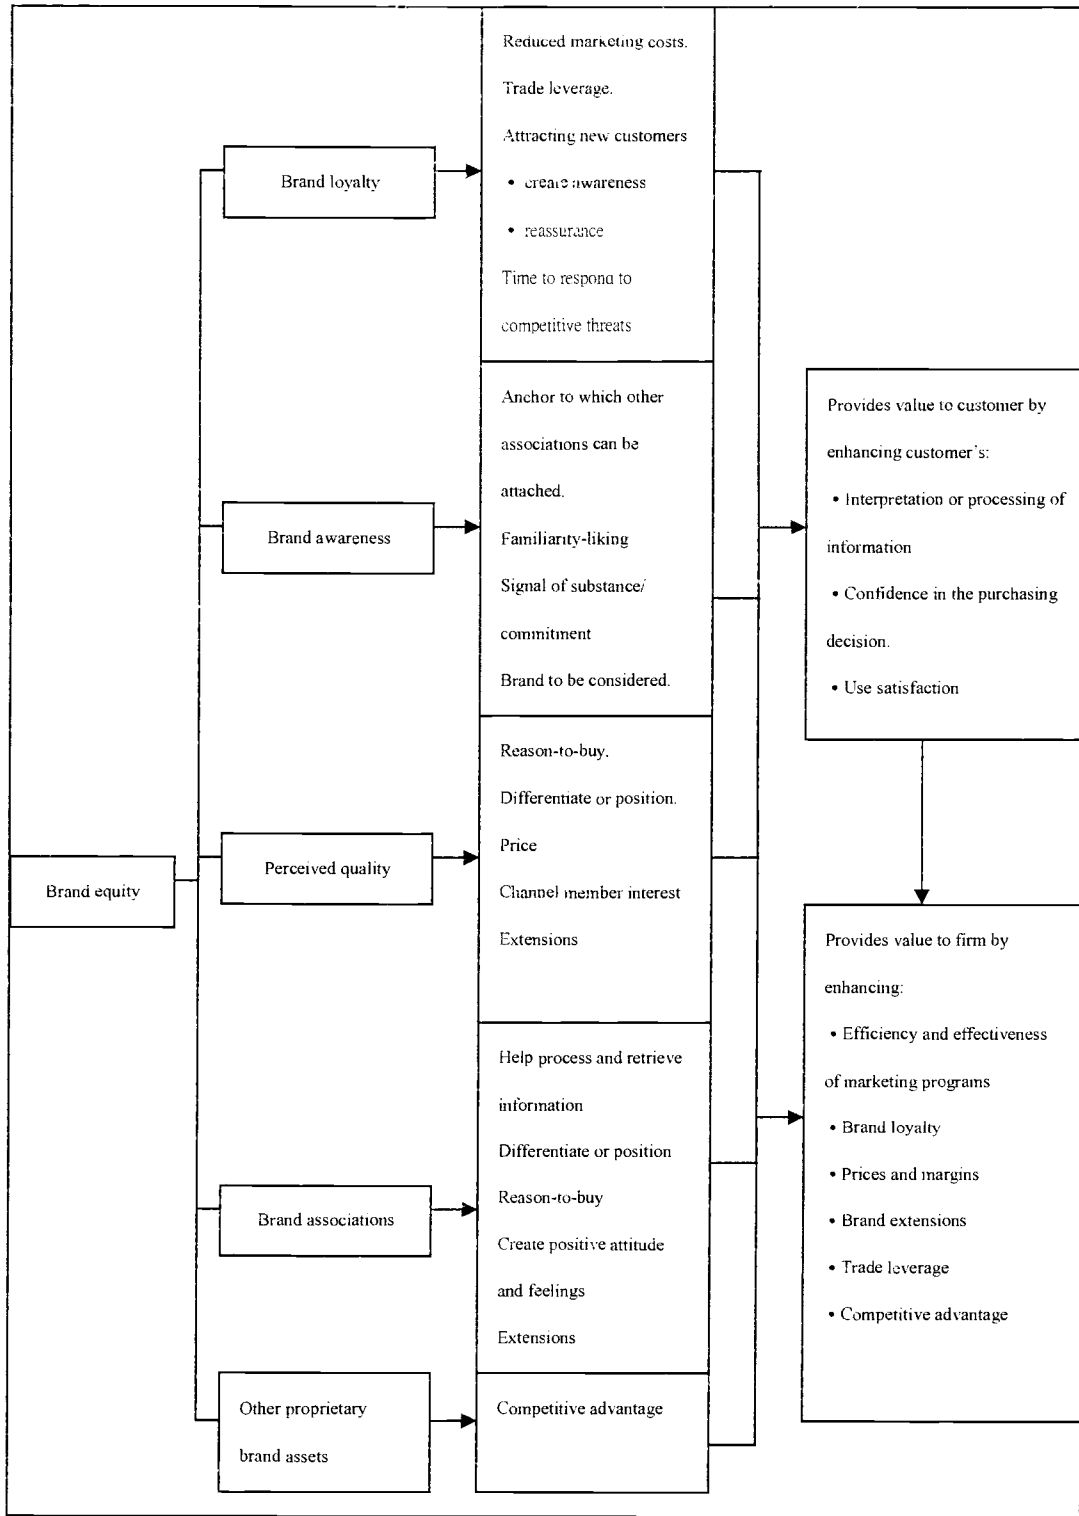 Brand equity
Brand loyalty
Brand awareness
Perceived quality
Brand associations
Other proprietary
brand assets
Reduced marketing costs.
Trade leverage.
Attracting new customers
• create awareness
• reassurance
Time to respond to
competitive threats
Anchor to which other
associations can be
attached.
Familiarity-liking
Signal of substance/
commitment
Brand to be considered.
Reason-to-buy.
Differentiate or position.
Price
Channel member interest
Extensions
Help process and retrieve
information
Differentiate or position
Reason-to-buy
Create positive attitude
and feelings
Extensions
Competitive advantage
Provides value to customer by
enhancing customer's:
• Interpretation or processing of
information
• Confidence in the purchasing
decision.
• Use satisfaction
Provides value to firm by
enhancing:
• Efficiency and effectiveness
of marketing programs
• Brand loyalty
• Prices and margins
• Brand extensions
• Trade leverage
• Competitive advantage